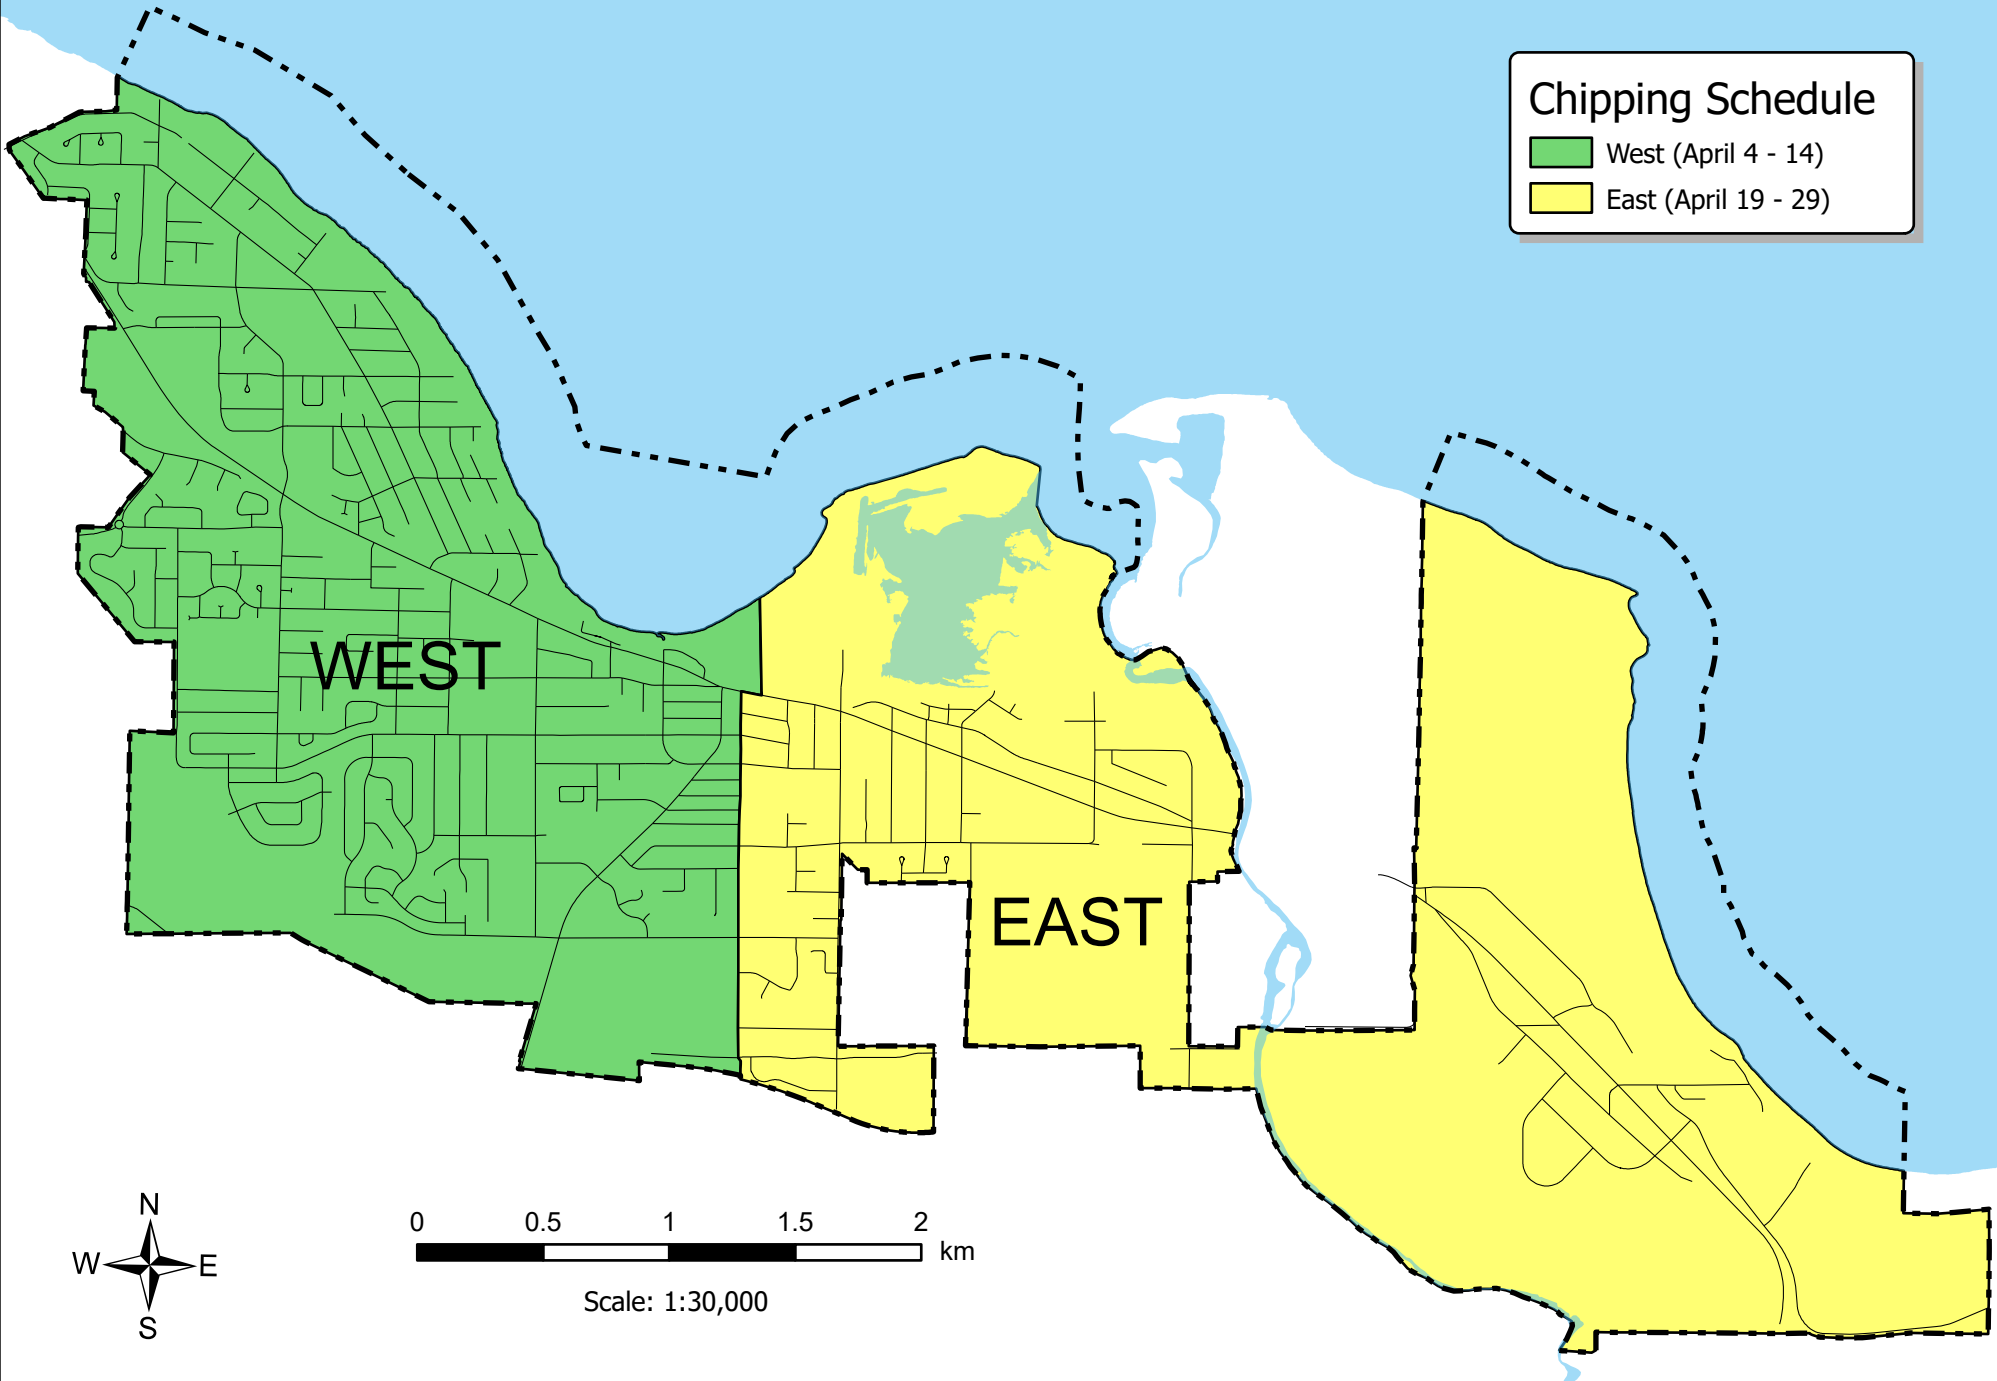 Chipping Schedule
West (April 4 - 14)
East (April 19 - 29)
WEST
EAST
N
W E
S
0 0.5 1 1.5 2
km
Scale: 1:30,000